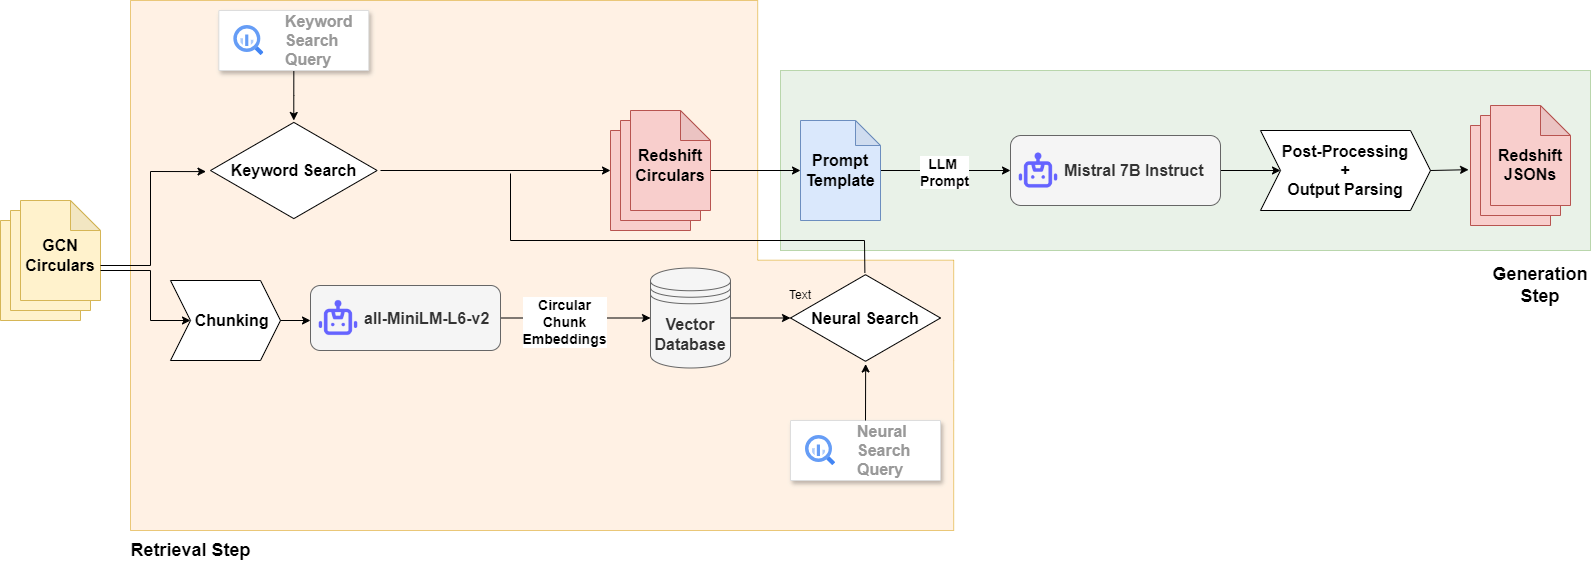 Keyword
Search
Query
Keyword Search
Redshift
Circulars
Prompt
Template
LLM
Prompt
Mistral 7B Instruct
Post-Processing
+
Output Parsing
Redshift
JSONs
GCN
Circulars
Generation
Step
Chunking
all-MiniLM-L6-v2
Circular
Chunk
Embeddings
Vector
Database
Text
Neural Search
Neural
Search
Query
Retrieval Step